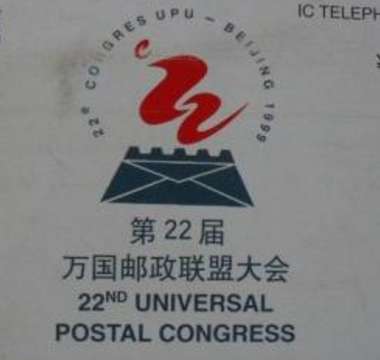 IC TELEPH
22e CONGRES UPU – BEIJING 1999
第22届
万国邮政联盟大会
22ND UNIVERSAL
POSTAL CONGRESS